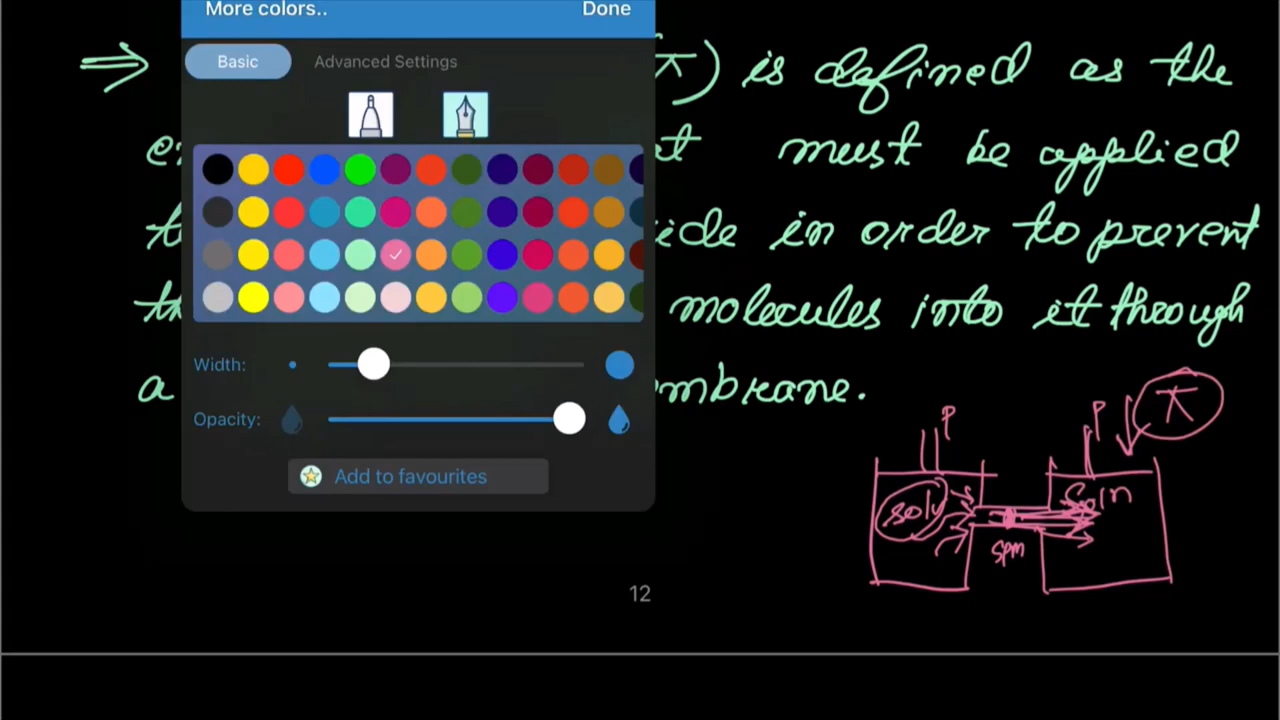 More colors.. Done
Basic Advanced Settings
⇒ π) is defined as the
must be applied
ide in order to prevent
molecules into it through
a mbrane.
Width:
Opacity:
Add to favourites
P P π
solv soln
spm
12